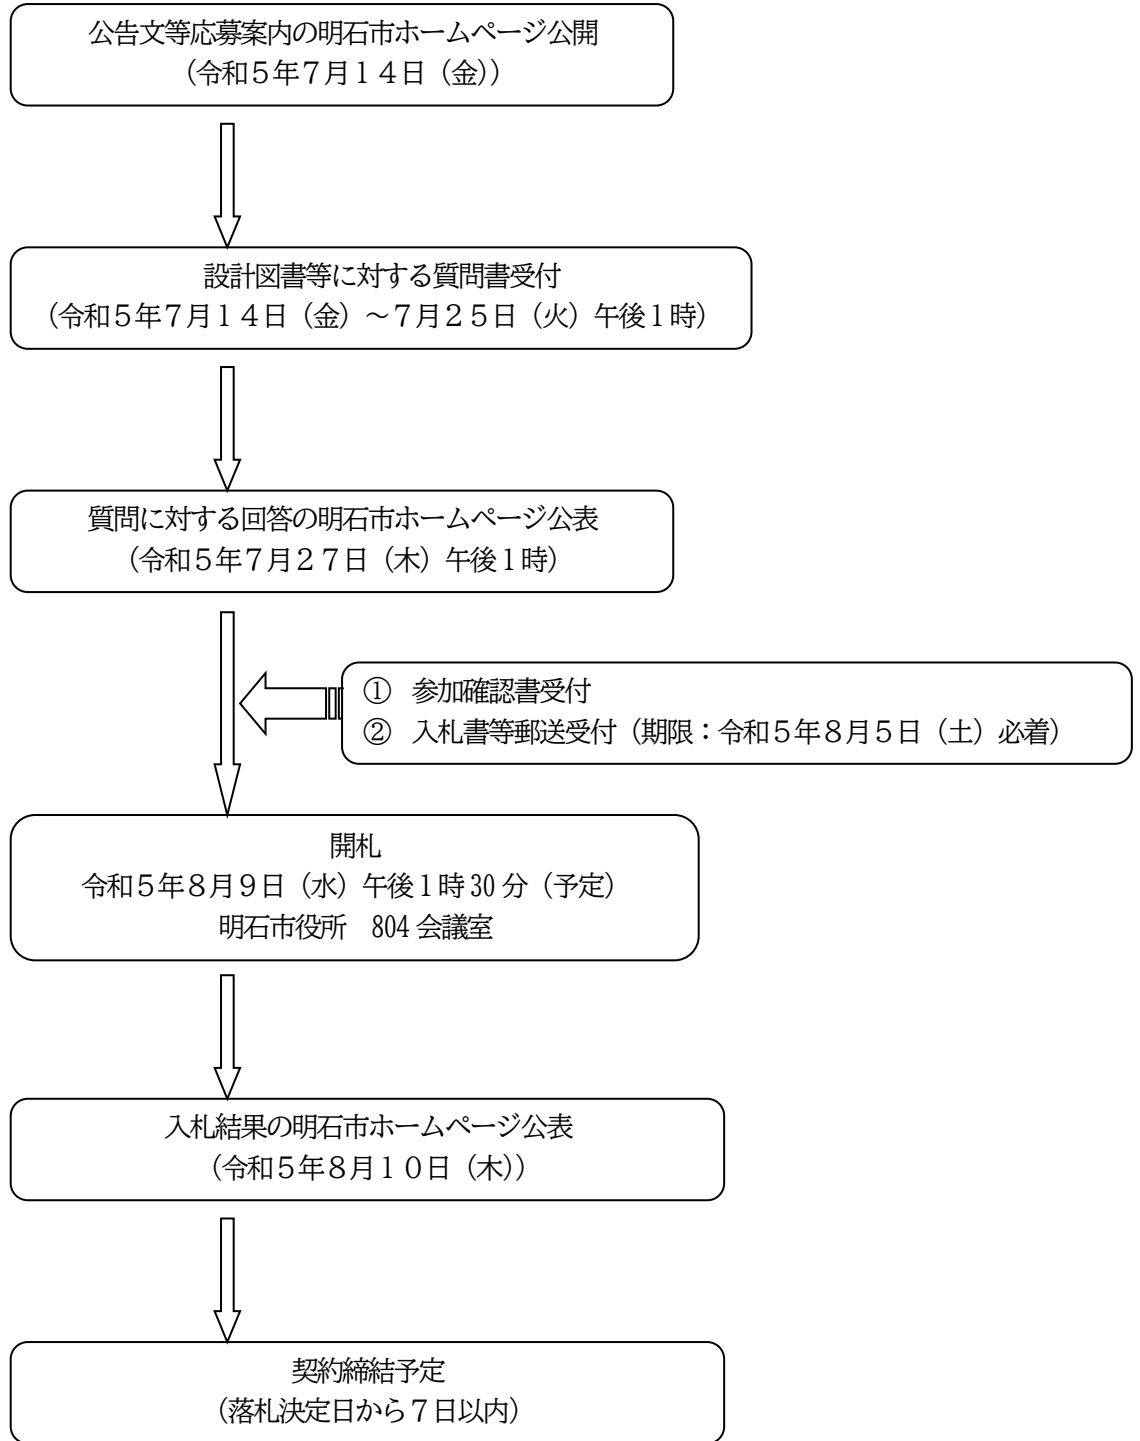 公告文等応募案内の明石市ホームページ公開
（令和５年７月１４日（金））
設計図書等に対する質問書受付
（令和５年７月１４日（金）～７月２５日（火）午後１時）
質問に対する回答の明石市ホームページ公表
（令和５年７月２７日（木）午後１時）
① 参加確認書受付
② 入札書等郵送受付（期限：令和５年８月５日（土）必着）
開札
令和５年８月９日（水）午後１時 30 分（予定）
明石市役所　804 会議室
入札結果の明石市ホームページ公表
（令和５年８月１０日（木））
契約締結予定
（落札決定日から７日以内）